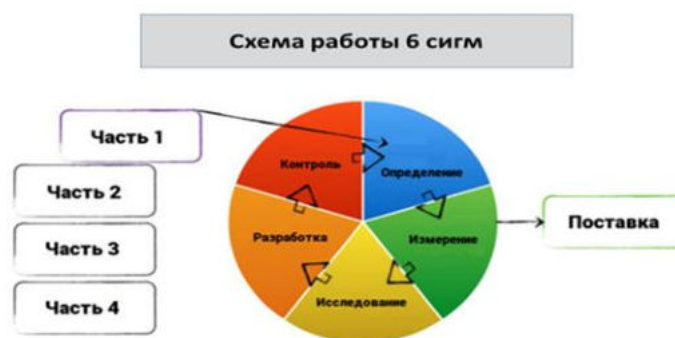 Схема работы 6 сигм
Часть 1
Часть 2
Часть 3
Часть 4
Контроль
Определение
Разработка
Измерение
Исследование
Поставка